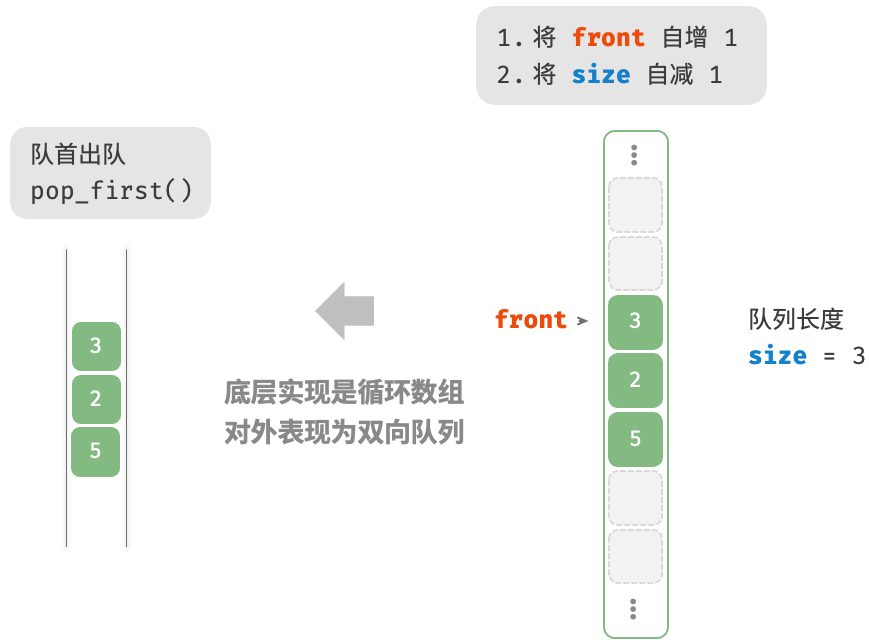 1. 将 front 自增 1
2. 将 size 自减 1
队首出队
pop_first()
3
2
5
底层实现是循环数组
对外表现为双向队列
front
3
2
5
队列长度
size = 3